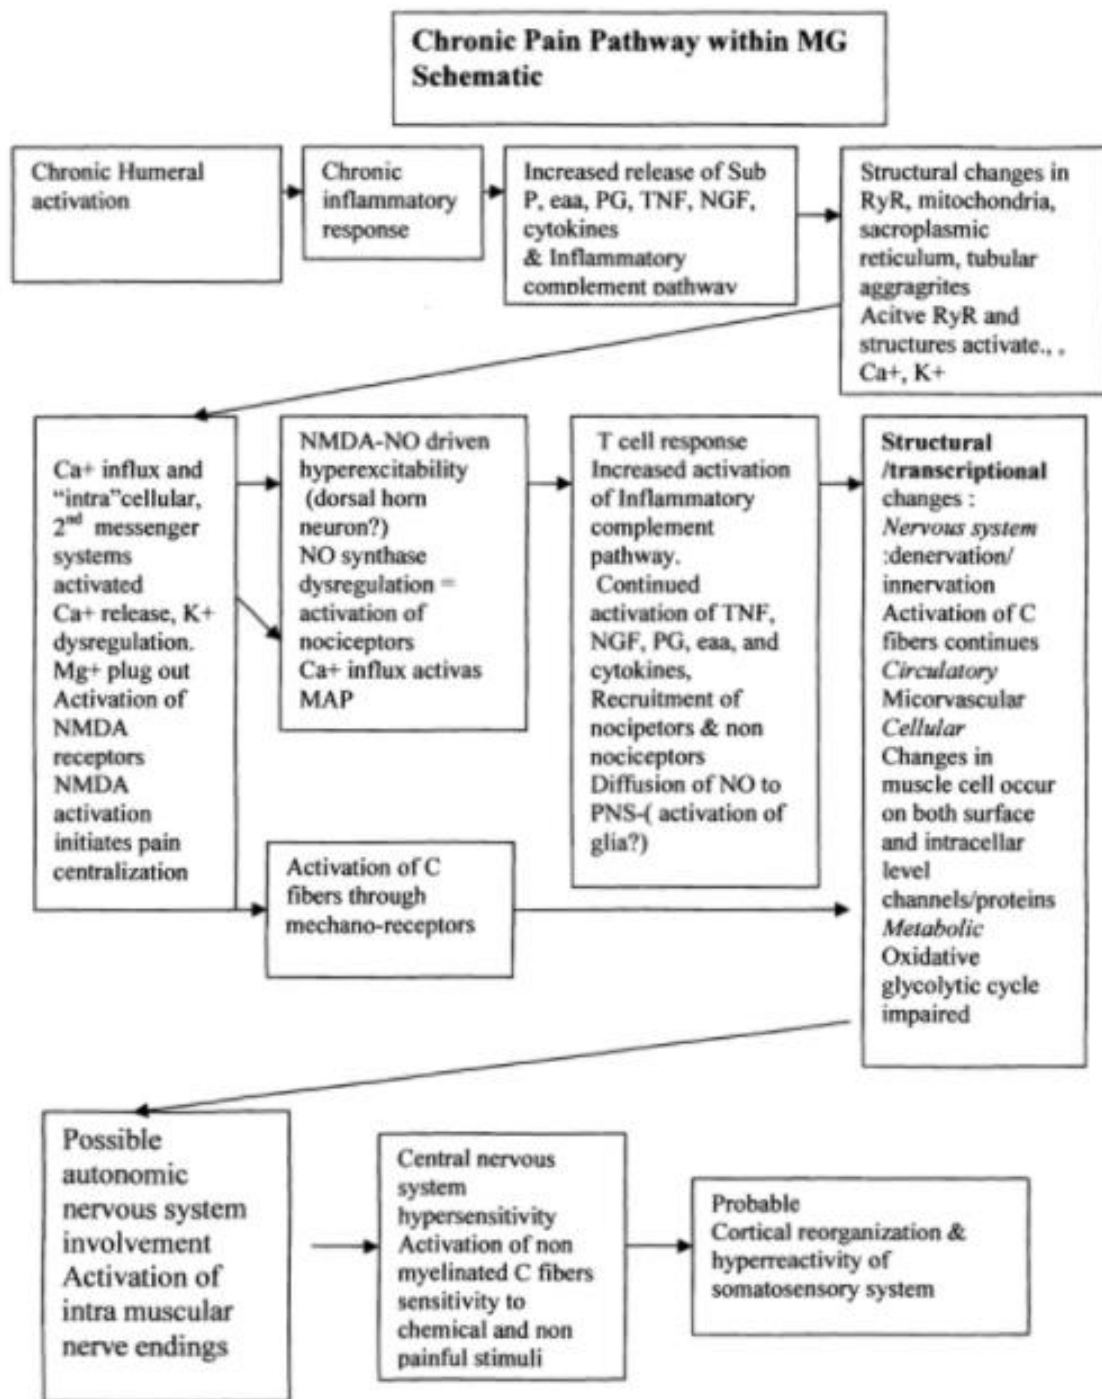 Chronic Pain Pathway within MG
Schematic
Chronic Humeral
activation
Chronic
inflammatory
response
Increased release of Sub
P, eaa, PG, TNF, NGF,
cytokines
& Inflammatory
complement pathway
Structural changes in
RyR, mitochondria,
sacroplasmic
reticulum, tubular
aggragrites
Acitve RyR and
structures activate., ,
Ca+, K+
Ca+ influx and
“intra”cellular,
2nd messenger
systems
activated
Ca+ release, K+
dysregulation.
Mg+ plug out
Activation of
NMDA
receptors
NMDA
activation
initiates pain
centralization
NMDA-NO driven
hyperexcitability
(dorsal horn
neuron?)
NO synthase
dysregulation =
activation of
nociceptors
Ca+ influx activas
MAP
T cell response
Increased activation
of Inflammatory
complement
pathway.
Continued
activation of TNF,
NGF, PG, eaa, and
cytokines,
Recruitment of
nocipetors & non
nociceptors
Diffusion of NO to
PNS-( activation of
glia?)
Structural
/transcriptional
changes :
Nervous system
:denervation/
innervation
Activation of C
fibers continues
Circulatory
Micorvascular
Cellular
Changes in
muscle cell occur
on both surface
and intracellar
level
channels/proteins
Metabolic
Oxidative
glycolytic cycle
impaired
Activation of C
fibers through
mechano-receptors
Possible
autonomic
nervous system
involvement
Activation of
intra muscular
nerve endings
Central nervous
system
hypersensitivity
Activation of non
myelinated C fibers
sensitivity to
chemical and non
painful stimuli
Probable
Cortical reorganization &
hyperreactivity of
somatosensory system